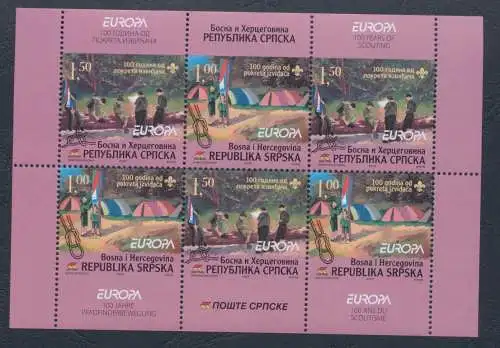 EUROPA
100 ГОДИНА ОД
ПОКРЕТА ИЗВИЂАЧА
Босна и Херцеговина
РЕПУБЛИКА СРПСКА
EUROPA
100 YEARS OF
SCOUTING
1.50
100 година од
покрета извиђача
EUROPA
Босна и Херцеговина
РЕПУБЛИКА СРПСКА
1.00
100 godina od
pokreta izviđača
EUROPA
Bosna i Hercegovina
REPUBLIKA SRPSKA
1.50
100 година од
покрета извиђача
EUROPA
Босна и Херцеговина
РЕПУБЛИКА СРПСКА
1.00
100 godina od
pokreta izviđača
EUROPA
Bosna i Hercegovina
REPUBLIKA SRPSKA
1.50
100 година од
покрета извиђача
EUROPA
Босна и Херцеговина
РЕПУБЛИКА СРПСКА
1.00
100 godina od
pokreta izviđača
EUROPA
Bosna i Hercegovina
REPUBLIKA SRPSKA
EUROPA
100 JAHRE
PFADFINDERBEWEGUNG
ПОШТЕ СРПСКЕ
EUROPA
100 ANS DU
SCOUTISME